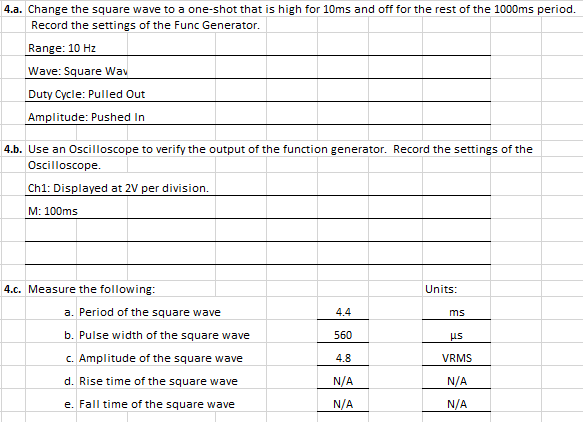 4.a. Change the square wave to a one-shot that is high for 10ms and off for the rest of the 1000ms period.
Record the settings of the Func Generator.
Range: 10 Hz
Wave: Square Wav
Duty Cycle: Pulled Out
Amplitude: Pushed In
4.b. Use an Oscilloscope to verify the output of the function generator. Record the settings of the
Oscilloscope.
Ch1: Displayed at 2V per division.
M: 100ms
4.c. Measure the following: Units:
a. Period of the square wave 4.4 ms
b. Pulse width of the square wave 560 µs
c. Amplitude of the square wave 4.8 VRMS
d. Rise time of the square wave N/A N/A
e. Fall time of the square wave N/A N/A